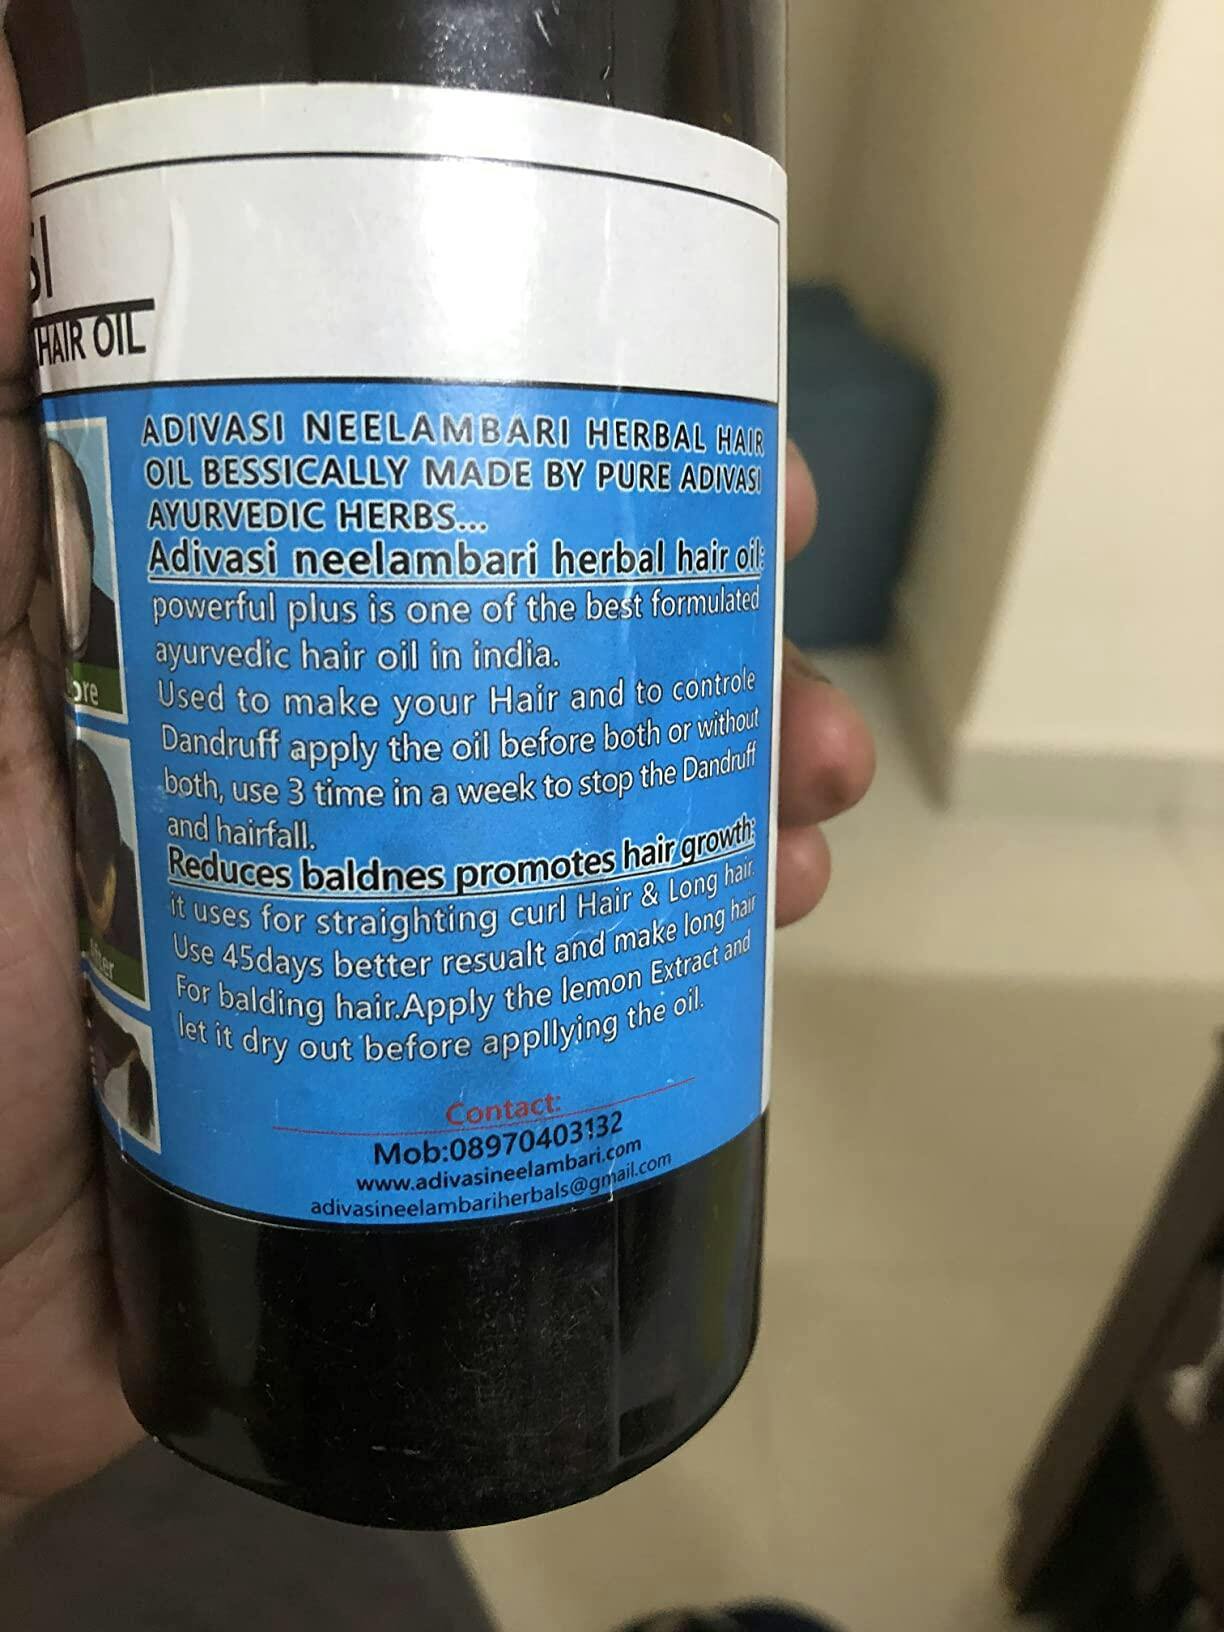 SI
HAIR OIL
ADIVASI NEELAMBARI HERBAL HAIR
OIL BESSICALLY MADE BY PURE ADIVASI
AYURVEDIC HERBS...
Adivasi neelambari herbal hair oil:
powerful plus is one of the best formulated
ayurvedic hair oil in india.
Used to make your Hair and to controle
Dandruff apply the oil before both or without
both, use 3 time in a week to stop the Dandruff
and hairfall.
Reduces baldnes promotes hair growth:
it uses for straighting curl Hair & Long hair.
Use 45days better resualt and make long hair
For balding hair.Apply the lemon Extract and
let it dry out before appllying the oil.
After
Contact:
Mob:08970403132
www.adivasineelambari.com
adivasineelambariherbals@gmail.com